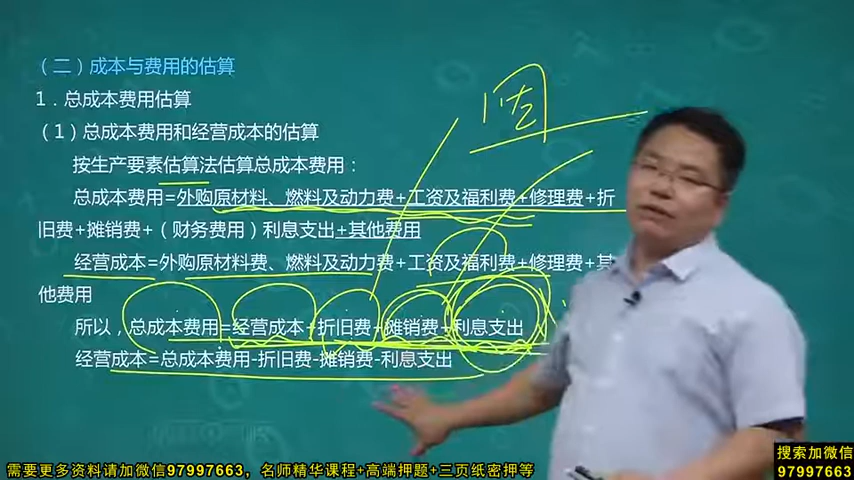 （二）成本与费用的估算
1．总成本费用估算
（1）总成本费用和经营成本的估算
按生产要素估算法估算总成本费用：
总成本费用=外购原材料、燃料及动力费+工资及福利费+修理费+折
旧费+摊销费+（财务费用）利息支出+其他费用
经营成本=外购原材料费、燃料及动力费+工资及福利费+修理费+其
他费用
所以，总成本费用=经营成本+折旧费+摊销费+利息支出
经营成本=总成本费用-折旧费-摊销费-利息支出
需要更多资料请加微信97997663，名师精华课程+高端押题+三页纸密押等
搜索加微信
97997663